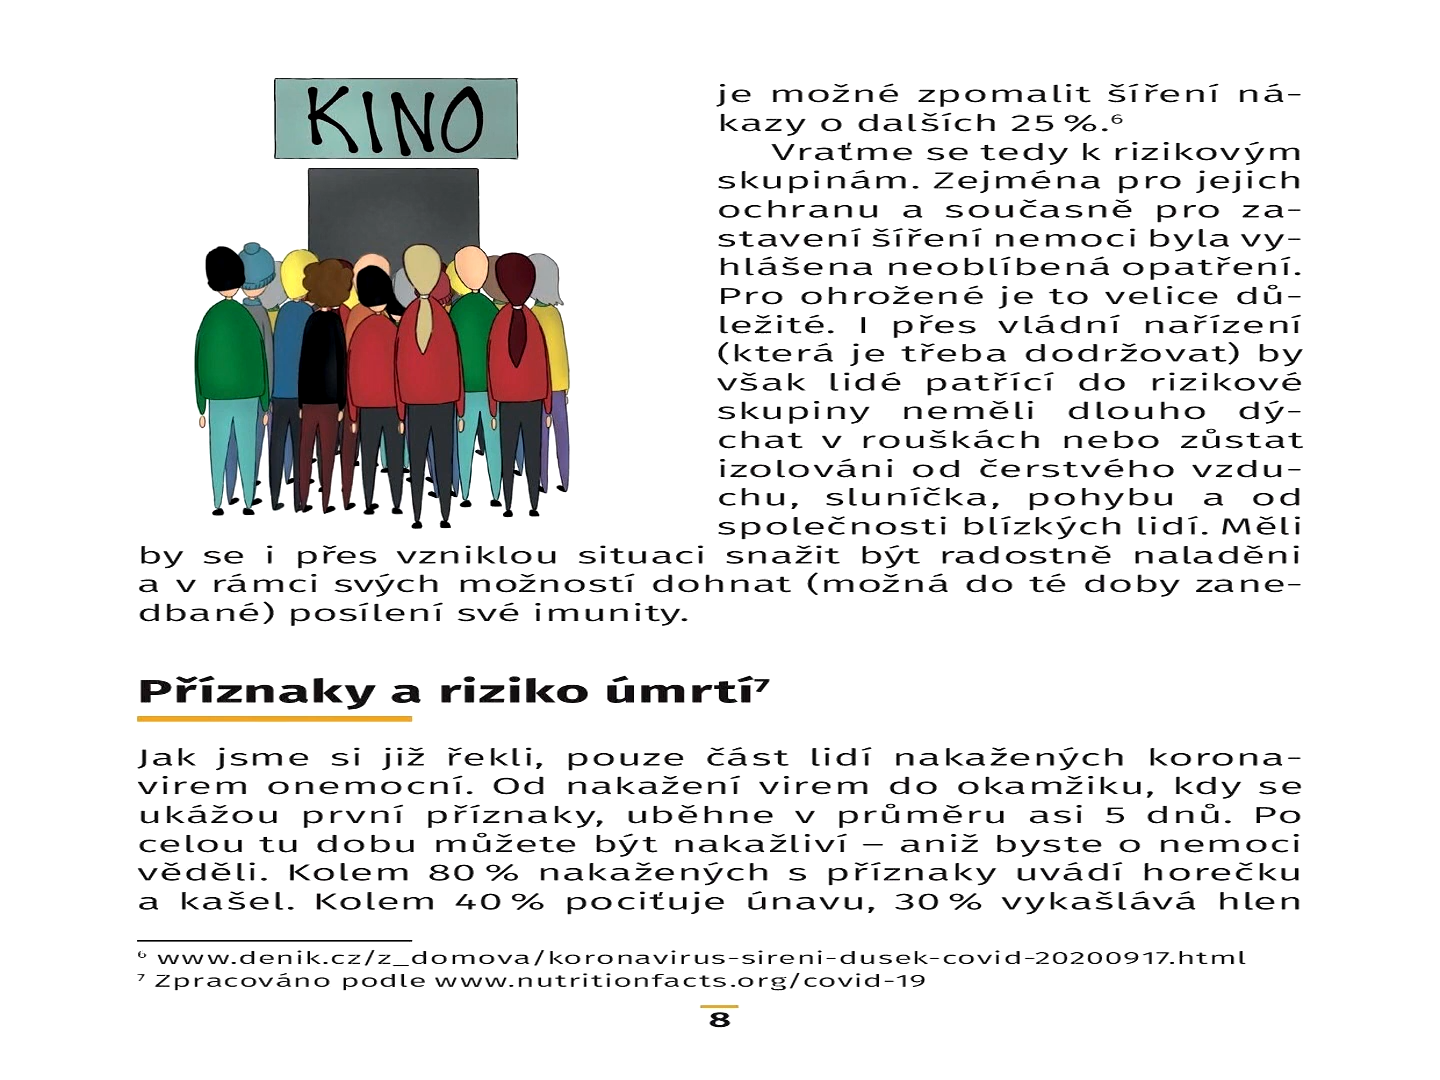 KINO
je možné zpomalit šíření ná-
kazy o dalších 25 %.⁶
Vraťme se tedy k rizikovým
skupinám. Zejména pro jejich
ochranu a současně pro za-
stavení šíření nemoci byla vy-
hlášena neoblíbená opatření.
Pro ohrožené je to velice dů-
ležité. I přes vládní nařízení
(která je třeba dodržovat) by
však lidé patřící do rizikové
skupiny neměli dlouho dý-
chat v rouškách nebo zůstat
izolováni od čerstvého vzdu-
chu, sluníčka, pohybu a od
společnosti blízkých lidí. Měli
by se i přes vzniklou situaci snažit být radostně naladěni
a v rámci svých možností dohnat (možná do té doby zane-
dbané) posílení své imunity.
Příznaky a riziko úmrtí⁷
Jak jsme si již řekli, pouze část lidí nakažených korona-
virem onemocní. Od nakažení virem do okamžiku, kdy se
ukážou první příznaky, uběhne v průměru asi 5 dnů. Po
celou tu dobu můžete být nakažliví – aniž byste o nemoci
věděli. Kolem 80 % nakažených s příznaky uvádí horečku
a kašel. Kolem 40 % pociťuje únavu, 30 % vykašlává hlen
⁶ www.denik.cz/z_domova/koronavirus-sireni-dusek-covid-20200917.html
⁷ Zpracováno podle www.nutritionfacts.org/covid-19
8